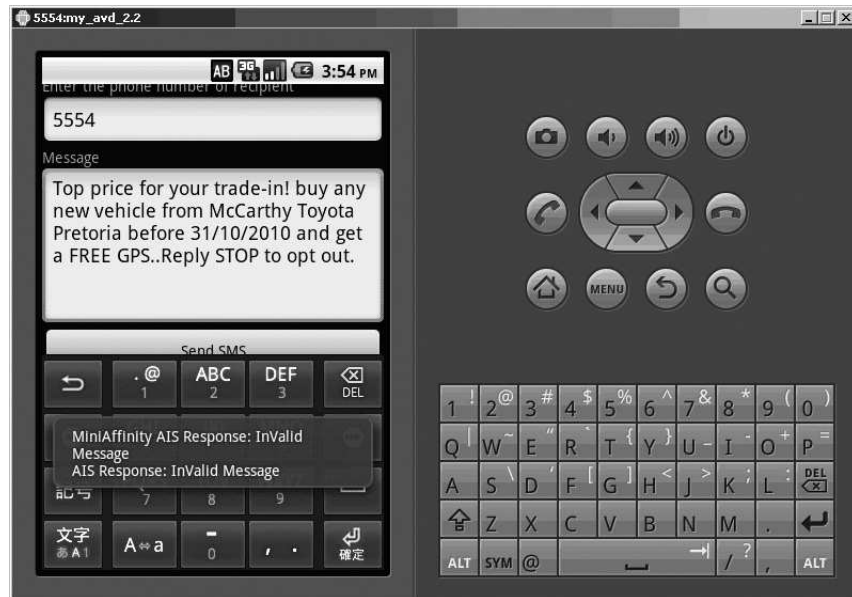 5554:my_avd_2.2
AB 3G 3:54 PM
Enter the phone number of recipient
5554
Message
Top price for your trade-in! buy any
new vehicle from McCarthy Toyota
Pretoria before 31/10/2010 and get
a FREE GPS..Reply STOP to opt out.
Send SMS
. @ ABC DEF
1 2 3 DEL
MiniAffinity AIS Response: InValid
Message
AIS Response: InValid Message
記号 7 8 9
文字 A⇔a - , . 確定
あA1 0
MENU
1 ! 2 @ 3 # 4 $ 5 % 6 ^ 7 & 8 * 9 ( 0 )
Q | W ~ E " R ` T { Y } U _ I - O + P =
A S \ D ' F [ G ] H < J > K ; L : DEL
Z X C V B N M .
ALT SYM @ / ? , ALT